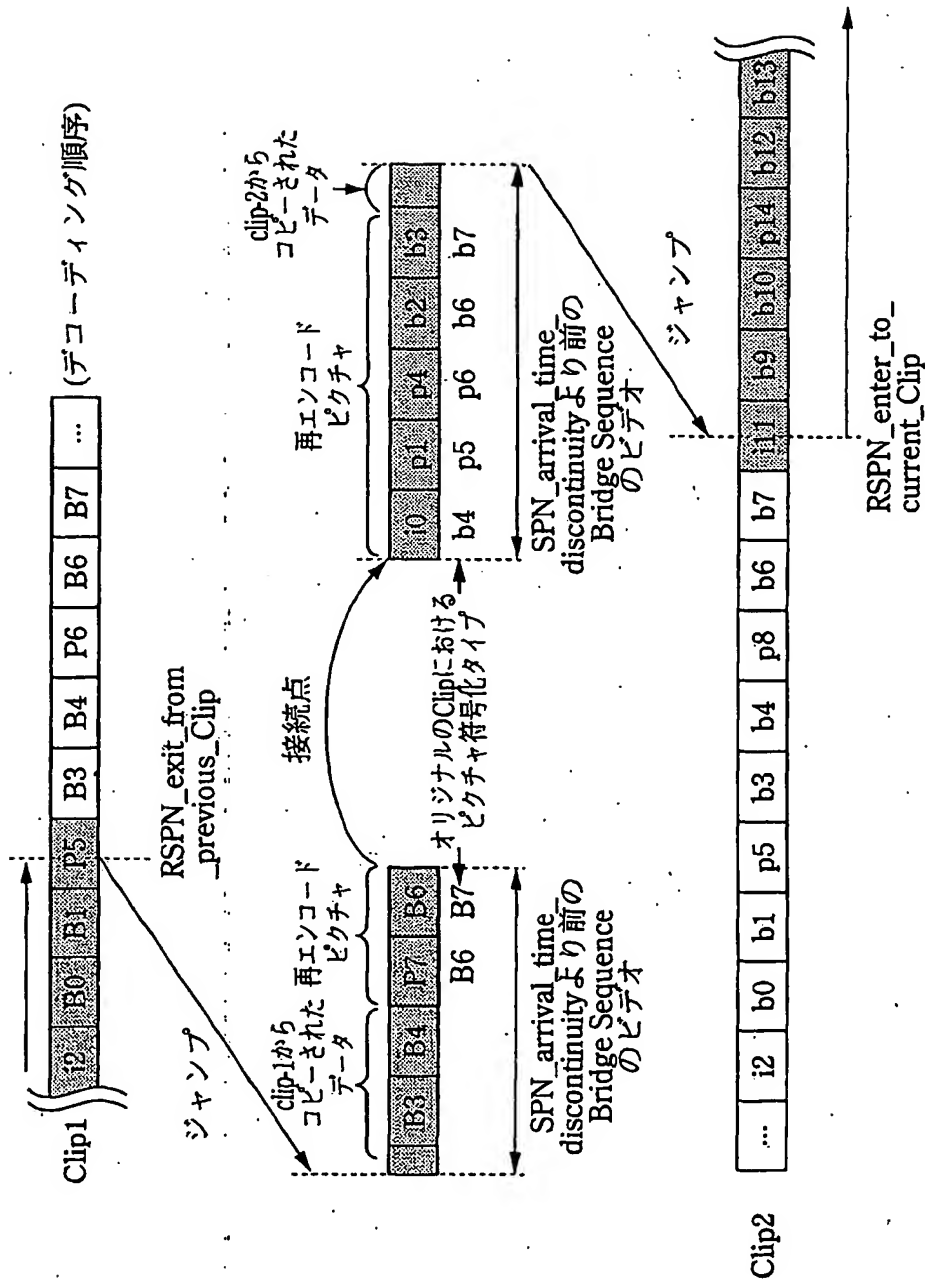 Clip1
i2 B0 B1 P5 B3 B4 P6 B6 B7 ...
(デコーディング順序)
RSPN_exit_from
_previous_Clip
ジャンプ
clip-1から
コピーされた
データ
再エンコード
ピクチャ
接続点
再エンコード
ピクチャ
clip-2から
コピーされた
データ
B3 B4 P7 B6
B6 B7
オリジナルのClipにおける
ピクチャ符号化タイプ
i0 p1 p4 b2 b3
b4 p5 p6 b6 b7
SPN_arrival_time_
discontinuityより前の
Bridge Sequence
のビデオ
SPN_arrival_time_
discontinuityより前の
Bridge Sequence
のビデオ
ジャンプ
Clip2
... i2 b0 b1 p5 b3 b4 p8 b6 b7 i11 b9 b10 p14 b12 b13
RSPN_enter_to_
current_Clip